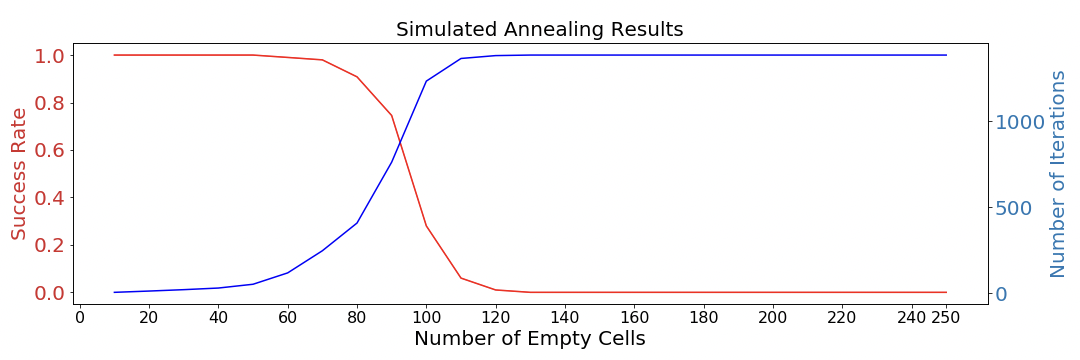 Simulated Annealing Results
Success Rate
1.0
0.8
0.6
0.4
0.2
0.0
1000
500
0
Number of Iterations
0 20 40 60 80 100 120 140 160 180 200 220 240 250
Number of Empty Cells